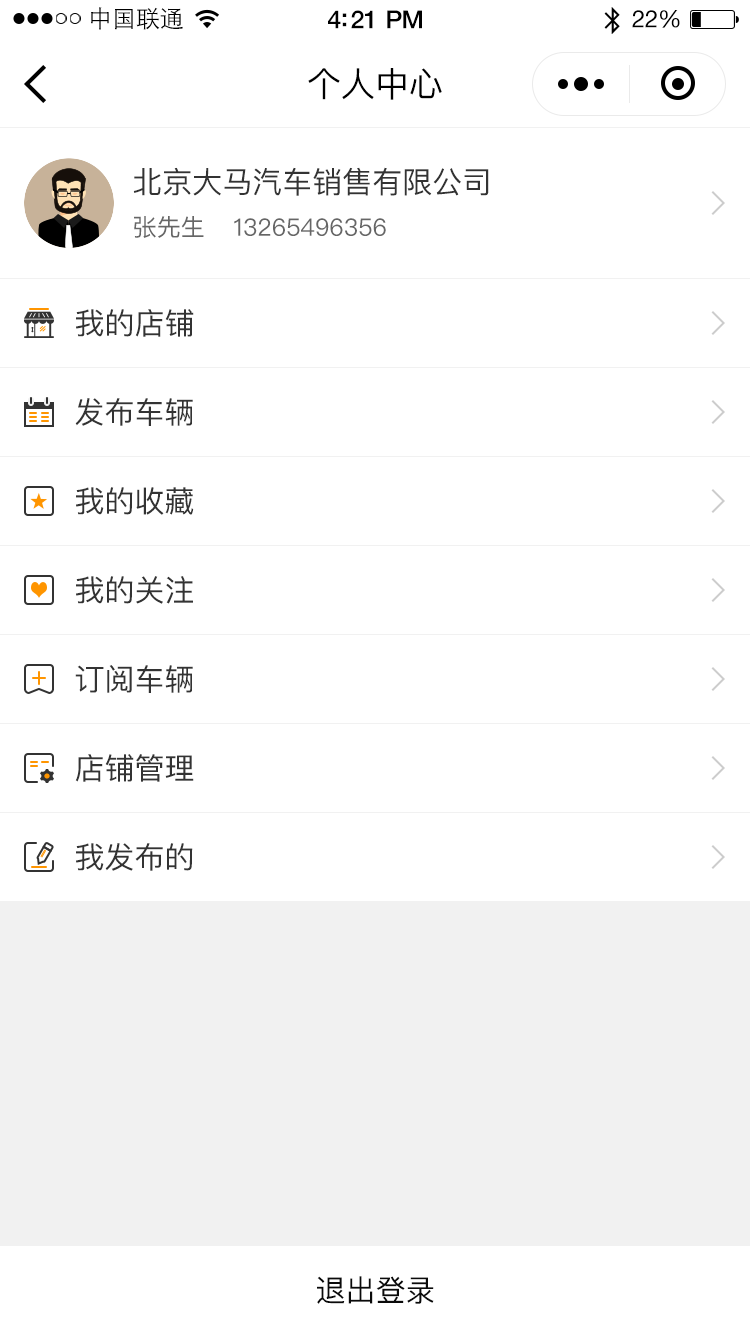 中国联通 4:21 PM 22%
个人中心
北京大马汽车销售有限公司
张先生 13265496356
我的店铺
发布车辆
我的收藏
我的关注
订阅车辆
店铺管理
我发布的
退出登录